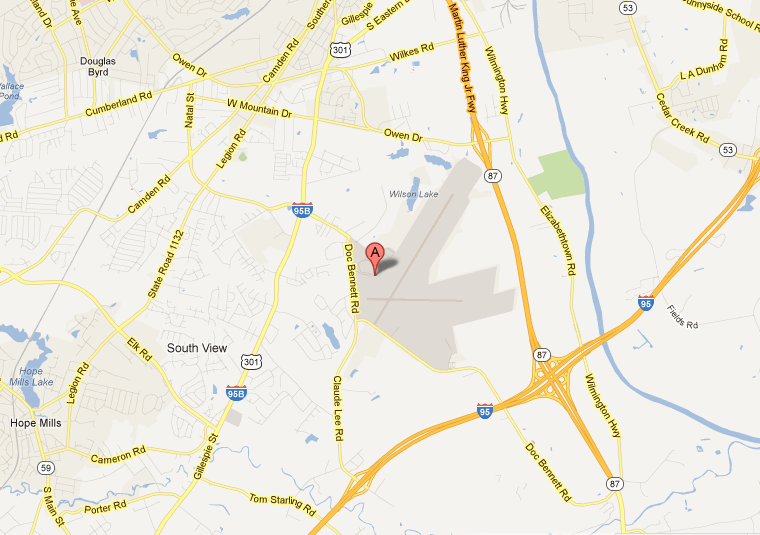 53
Sunnyside School R
S Eastern B
Gillespie
Southern
Martin Luther King Jr Fwy
301
Camden Rd
Wilkes Rd
Wilmington Hwy
Douglas
Byrd
Owen Dr
L A Dunham Rd
Cumberland Rd
Natal St
W Mountain Dr
Owen Dr
Cedar Creek Rd
Legion Rd
53
87
Camden Rd
Wilson Lake
95B
State Road 1132
Elizabethtown Rd
A
Doc Bennett Rd
95
Fields Rd
Elk Rd
South View
301
87
Hope
Mills Lake
Legion Rd
95B
Claude Lee Rd
95
Wilmington Hwy
Hope Mills
Cameron Rd
Gillespie St
59
Doc Bennett Rd
87
S Main St
Porter Rd
Tom Starling Rd